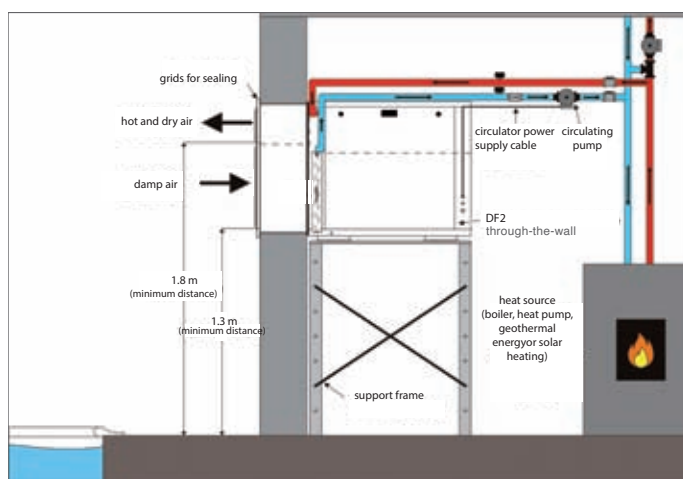 grids for sealing
hot and dry air
damp air
1.8 m
(minimum distance)
1.3 m
(minimum distance)
circulator power
supply cable
circulating
pump
DF2
through-the-wall
heat source
(boiler, heat pump,
geothermal
energyor solar
heating)
support frame